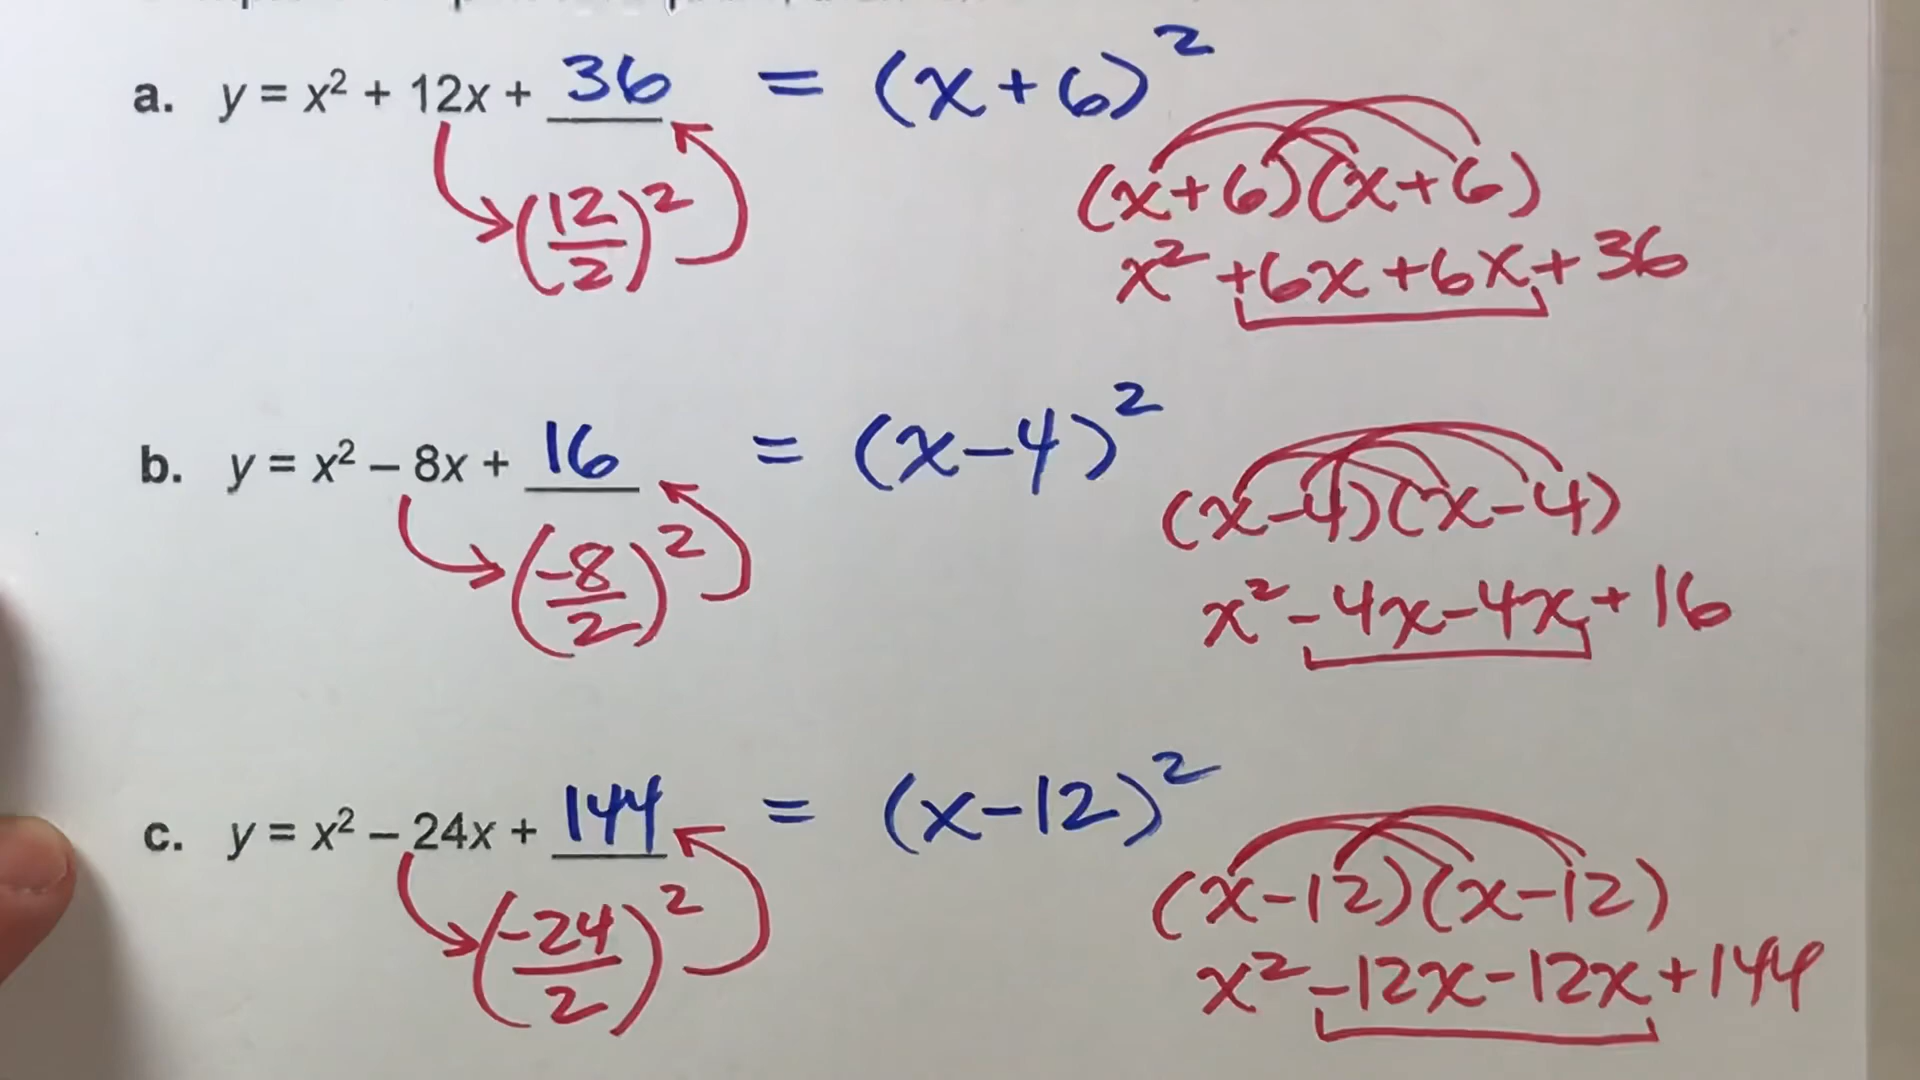 a. y = x² + 12x + 36 = (x+6)²
(12/2)²
(x+6)(x+6)
x² +6x+6x+36
b. y = x² – 8x + 16 = (x-4)²
(-8/2)²
(x-4)(x-4)
x² -4x-4x+16
c. y = x² – 24x + 144 = (x-12)²
(-24/2)²
(x-12)(x-12)
x² -12x-12x+144